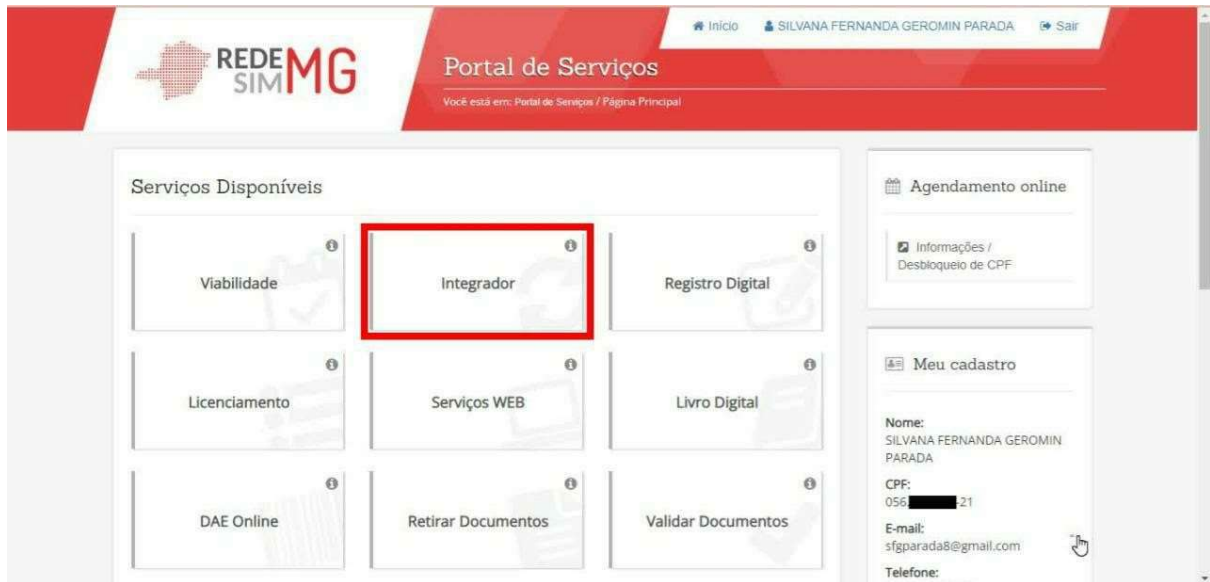 Início SILVANA FERNANDA GEROMIN PARADA Sair
REDE
SIM MG
Portal de Serviços
Você está em: Portal de Serviços / Página Principal
Serviços Disponíveis
Viabilidade
Integrador
Registro Digital
Licenciamento
Serviços WEB
Livro Digital
DAE Online
Retirar Documentos
Validar Documentos
Agendamento online
Informações /
Desbloqueio de CPF
Meu cadastro
Nome:
SILVANA FERNANDA GEROMIN
PARADA
CPF:
056. -21
E-mail:
sfgparada8@gmail.com
Telefone: